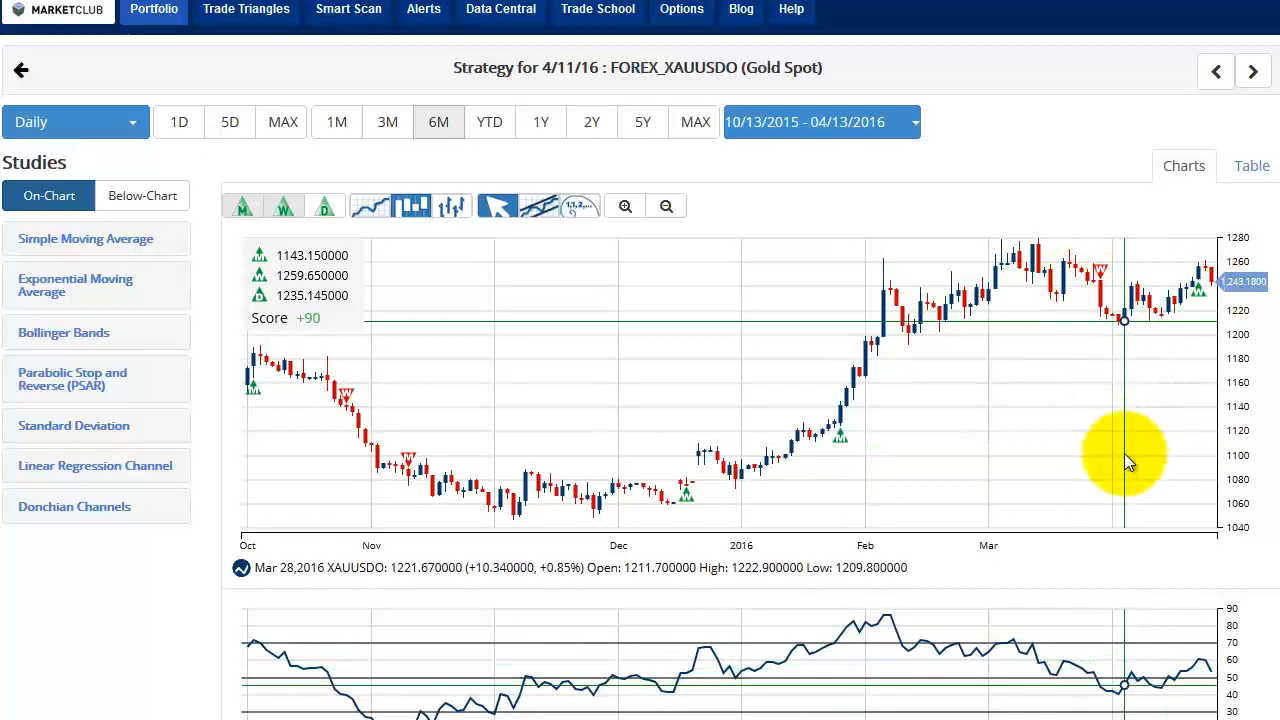 MARKETCLUB Portfolio Trade Triangles Smart Scan Alerts Data Central Trade School Options Blog Help
Strategy for 4/11/16 : FOREX_XAUUSDO (Gold Spot)
Daily 1D 5D MAX 1M 3M 6M YTD 1Y 2Y 5Y MAX 10/13/2015 - 04/13/2016
Studies
Charts Table
On-Chart Below-Chart
M W D
Simple Moving Average
Exponential Moving
Average
Bollinger Bands
Parabolic Stop and
Reverse (PSAR)
Standard Deviation
Linear Regression Channel
Donchian Channels
M 1143.150000
W 1259.650000
D 1235.145000
Score +90
1280
1260
1243.1800
1220
1200
1180
1160
1140
1120
1100
1080
1060
1040
M W W M M W W
Oct Nov Dec 2016 Feb Mar
Mar 28,2016 XAUUSDO: 1221.670000 (+10.340000, +0.85%) Open: 1211.700000 High: 1222.900000 Low: 1209.800000
90
80
70
60
50
40
30